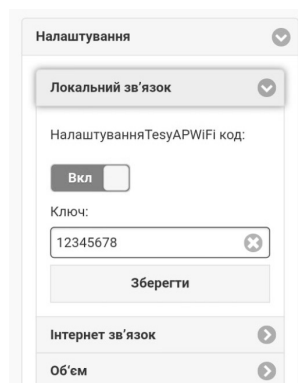 Налаштування
Локальний зв'язок
НалаштуванняTesyAPWiFi код:
Вкл
Ключ:
12345678
Зберегти
Інтернет зв'язок
Об'єм